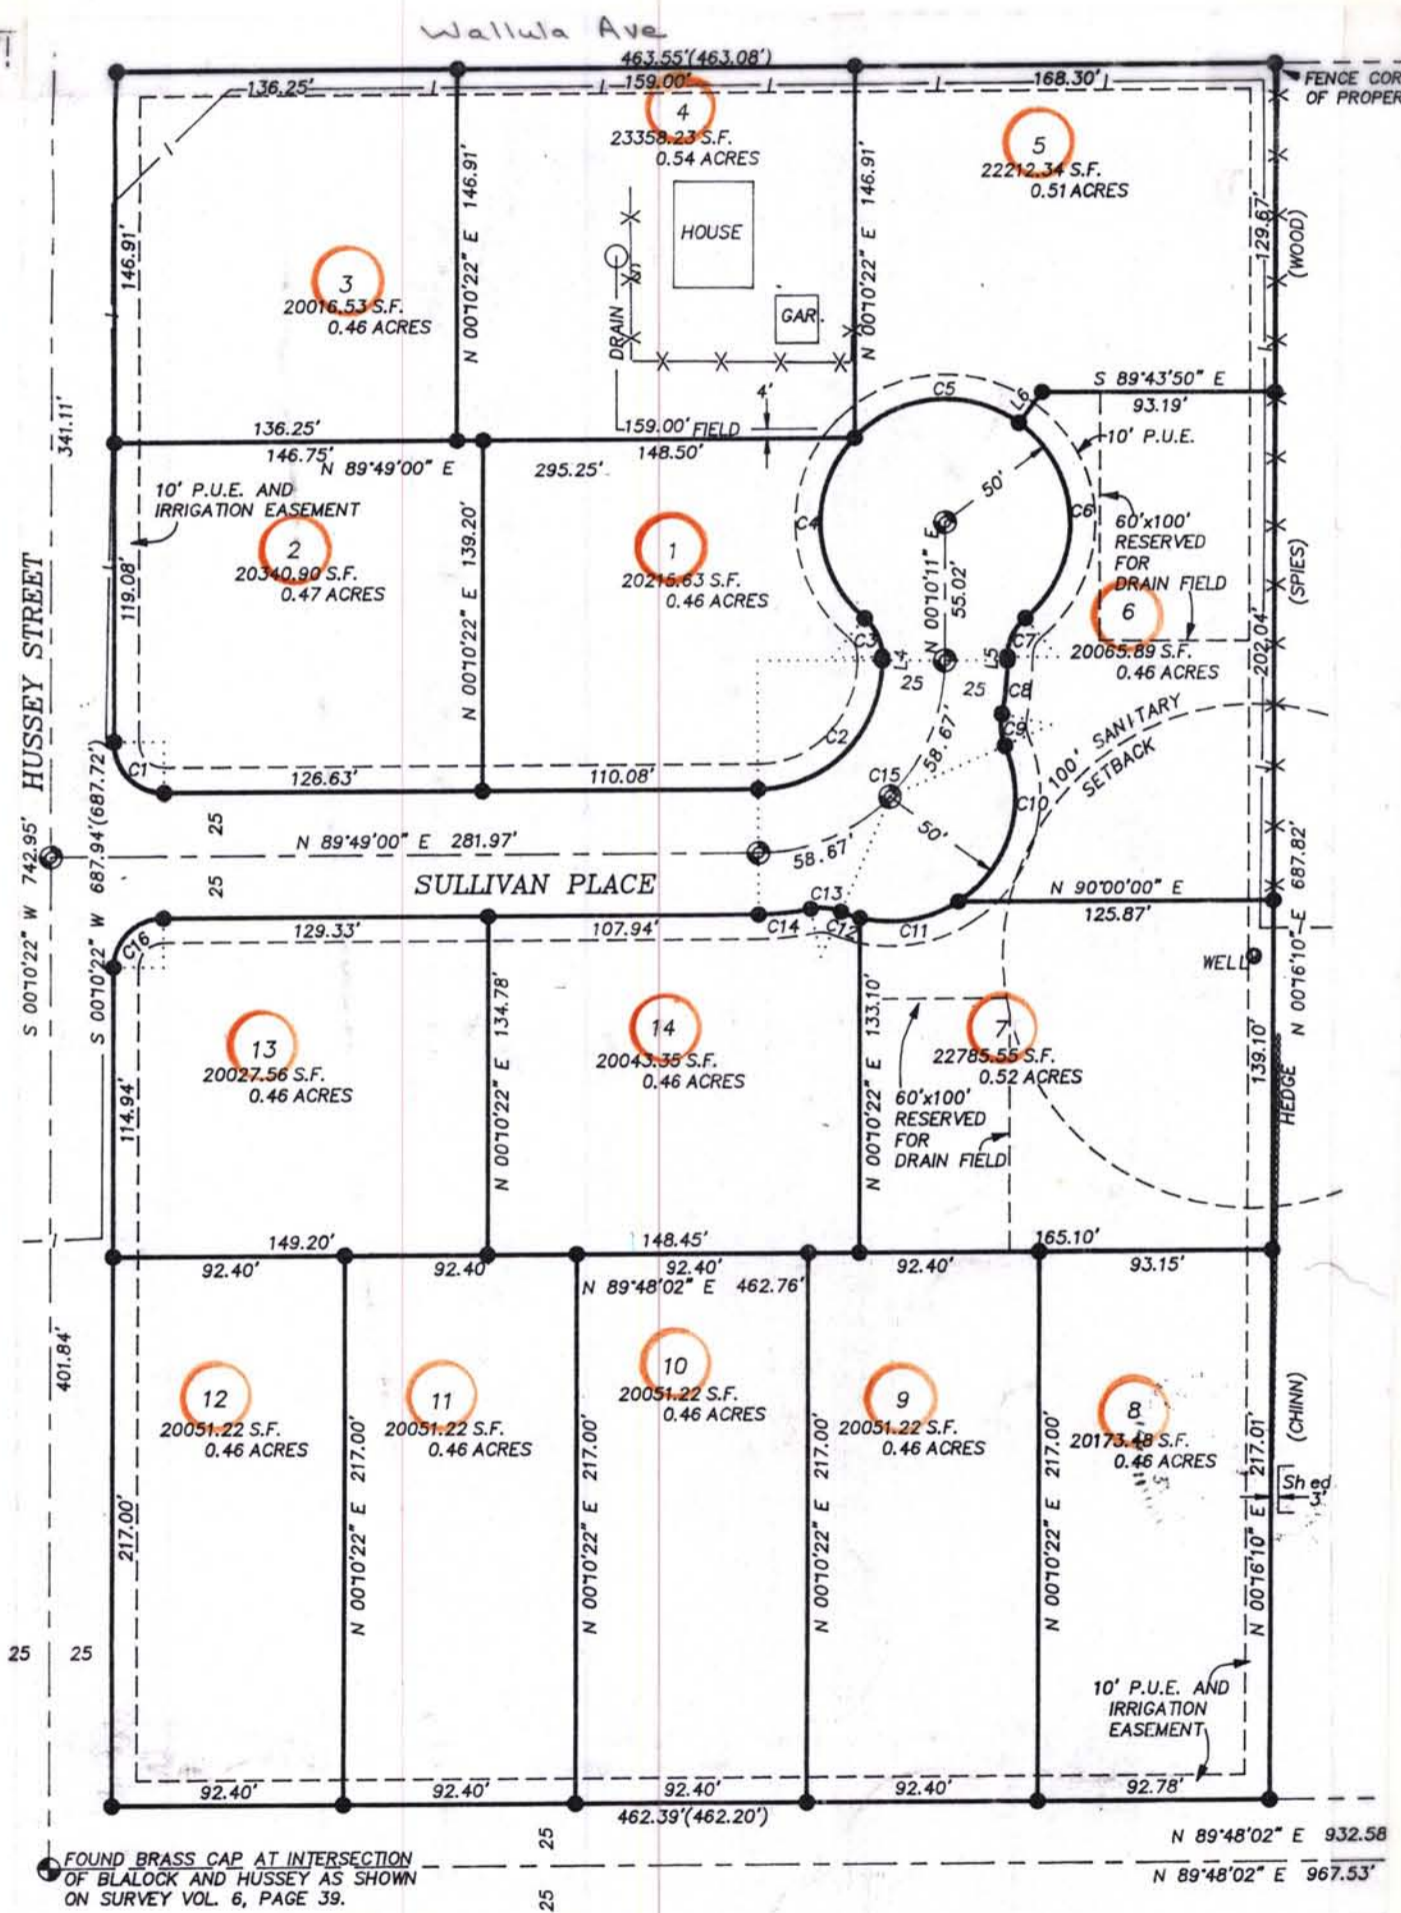 Wallula Ave
463.55'(463.08')
136.25'
159.00'
168.30'
FENCE COR
OF PROPER
4
23358.23 S.F.
0.54 ACRES
5
22212.34 S.F.
0.51 ACRES
HOUSE
GAR.
DRAIN
4'
159.00' FIELD
3
20016.53 S.F.
0.46 ACRES
146.91'
N 00°10'22" E 146.91'
N 00°10'22" E 146.91'
129.67'
(WOOD)
341.11'
136.25'
146.75'
N 89°49'00" E
295.25'
148.50'
S 89°43'50" E
93.19'
C5
L6
10' P.U.E.
50'
C4
C6
10' P.U.E. AND
IRRIGATION EASEMENT
2
20340.90 S.F.
0.47 ACRES
119.08'
N 00°10'22" E 139.20'
1
20215.63 S.F.
0.46 ACRES
N 00°10'11" E
55.02'
60'x100'
RESERVED
FOR
DRAIN FIELD
6
20065.89 S.F.
0.46 ACRES
(SPIES)
202.04'
C3
L4
25
25
L5
C7
C8
C9
C2
58.67'
C15
C10
50'
100' SANITARY
SETBACK
HUSSEY STREET
S 00°10'22" W 742.95'
S 00°10'22" W 687.94'(687.72')
C1
126.63'
110.08'
25
N 89°49'00" E 281.97'
58.67'
SULLIVAN PLACE
25
N 90°00'00" E
125.87'
N 00°16'10" E 687.82'
C16
129.33'
107.94'
C14
C13
C12
C11
WELL
13
20027.56 S.F.
0.46 ACRES
114.94'
N 00°10'22" E 134.78'
14
20043.35 S.F.
0.46 ACRES
N 00°10'22" E 133.10'
7
22785.55 S.F.
0.52 ACRES
60'x100'
RESERVED
FOR
DRAIN FIELD
139.10'
HEDGE
149.20'
148.45'
165.10'
92.40'
92.40'
92.40'
92.40'
93.15'
N 89°48'02" E 462.76'
401.84'
12
20051.22 S.F.
0.46 ACRES
11
20051.22 S.F.
0.46 ACRES
10
20051.22 S.F.
0.46 ACRES
9
20051.22 S.F.
0.46 ACRES
8
20173.48 S.F.
0.46 ACRES
217.00'
N 00°10'22" E 217.00'
N 00°10'22" E 217.00'
N 00°10'22" E 217.00'
N 00°10'22" E 217.00'
N 00°16'10" E 217.01'
(CHINN)
Shed
3'
25
25
10' P.U.E. AND
IRRIGATION
EASEMENT
92.40'
92.40'
92.40'
92.40'
92.78'
462.39'(462.20')
25
25
N 89°48'02" E 932.58
N 89°48'02" E 967.53'
FOUND BRASS CAP AT INTERSECTION
OF BLALOCK AND HUSSEY AS SHOWN
ON SURVEY VOL. 6, PAGE 39.